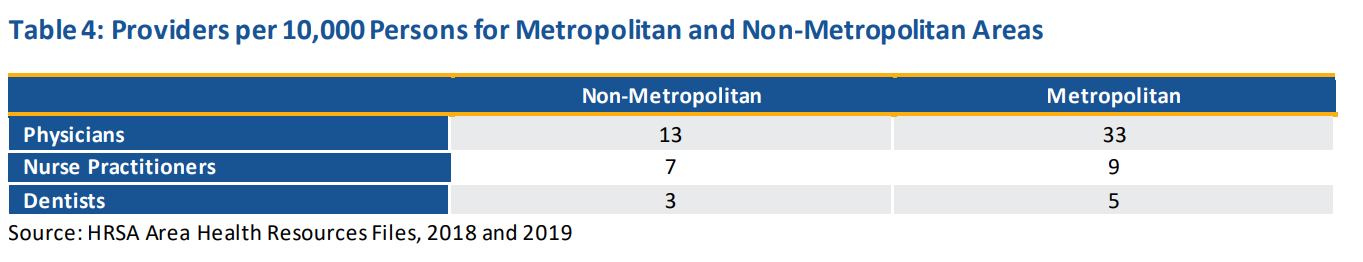 Table 4: Providers per 10,000 Persons for Metropolitan and Non-Metropolitan Areas
Non-Metropolitan Metropolitan
Physicians 13 33
Nurse Practitioners 7 9
Dentists 3 5
Source: HRSA Area Health Resources Files, 2018 and 2019